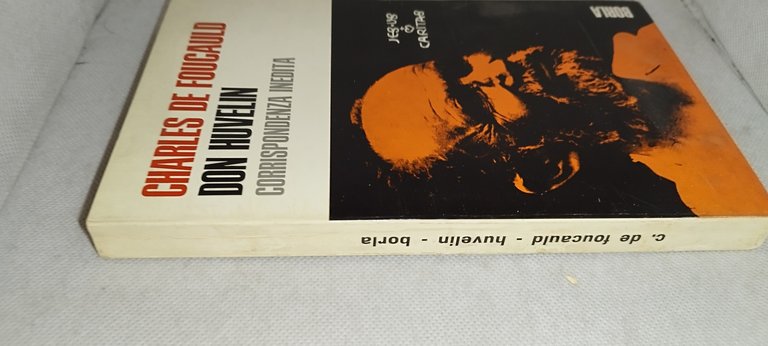 CHARLES DE FOUCAULD
DON HUVELIN
CORRISPONDENZA INEDITA
JESUS
CARITAS
BORLA
c. de foucauld - huvelin - borla